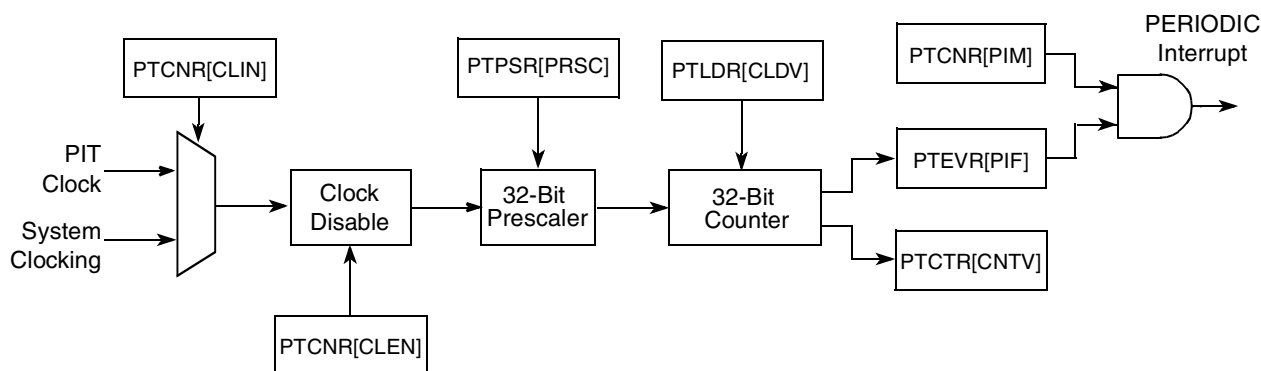 PERIODIC
Interrupt
PTCNR[CLIN]
PTPSR[PRSC]
PTLDR[CLDV]
PTCNR[PIM]
PIT
Clock
System
Clocking
Clock
Disable
32-Bit
Prescaler
32-Bit
Counter
PTEVR[PIF]
PTCTR[CNTV]
PTCNR[CLEN]